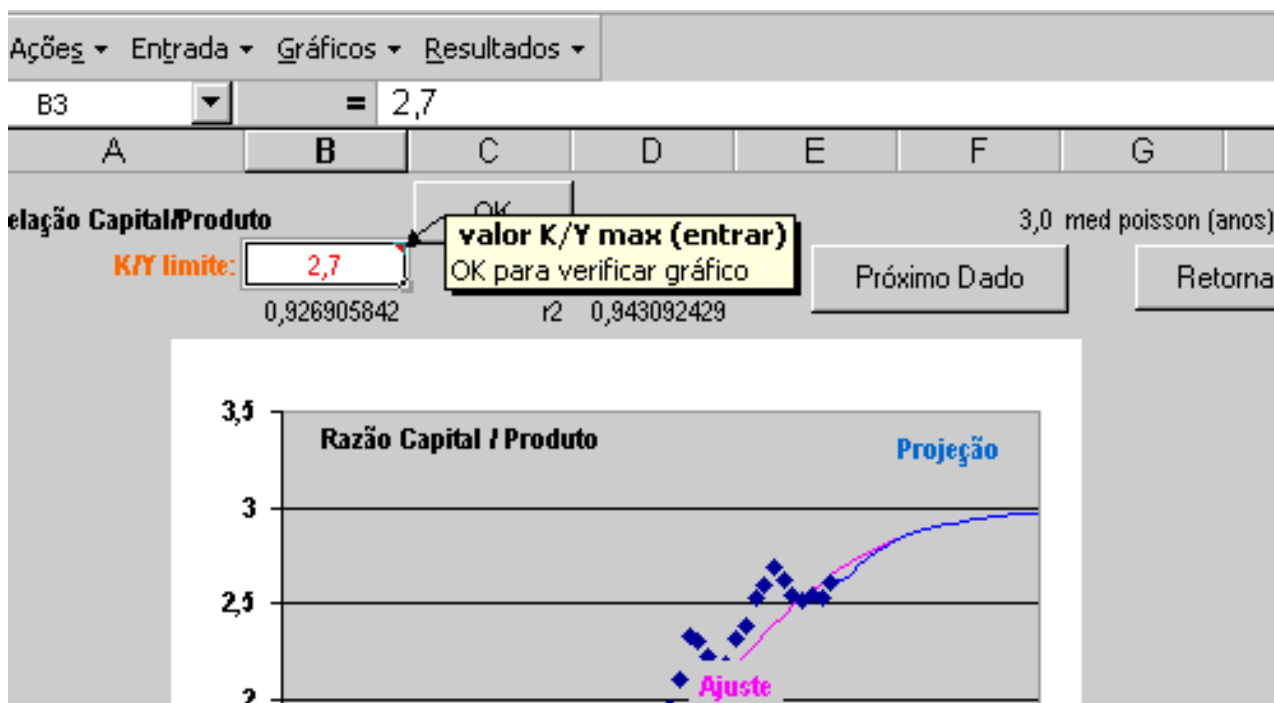 Ações Entrada Gráficos Resultados
B3 = 2,7
A B C D E F G
elação Capital/Produto OK 3,0 med poisson (anos)
valor K/Y max (entrar)
K/Y limite: 2,7 OK para verificar gráfico Próximo Dado Retorna
0,926905842 r2 0,943092429
3,5
Razão Capital / Produto Projeção
3
2,5
Ajuste
2